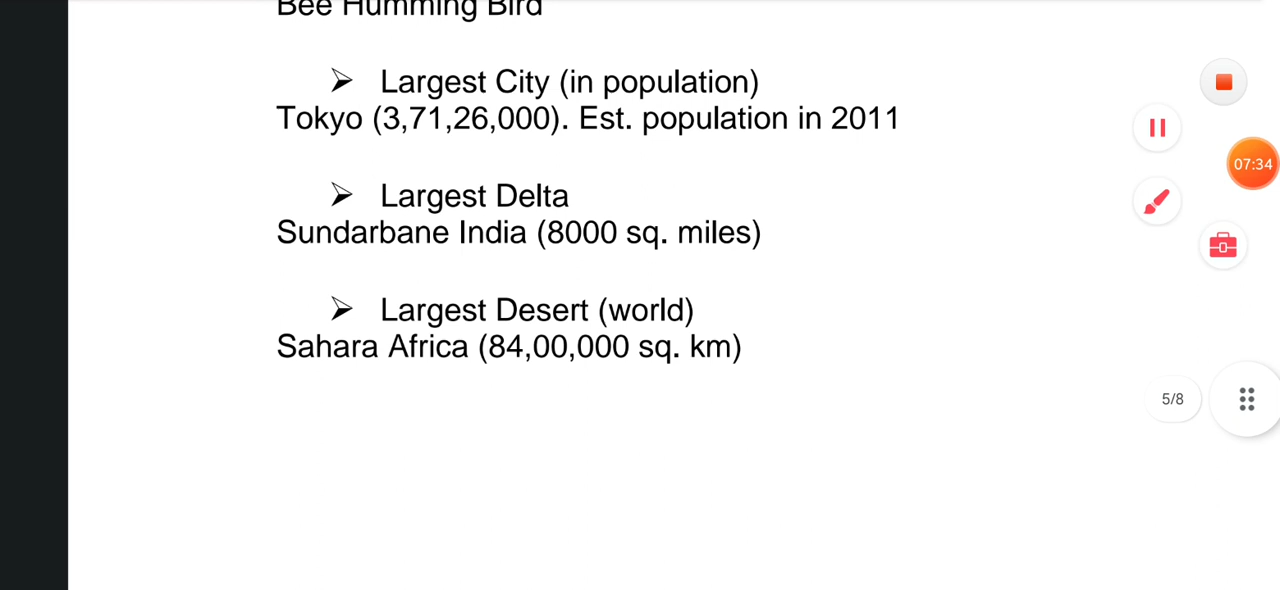 Bee Humming Bird
➢ Largest City (in population)
Tokyo (3,71,26,000). Est. population in 2011
➢ Largest Delta
Sundarbane India (8000 sq. miles)
➢ Largest Desert (world)
Sahara Africa (84,00,000 sq. km)
07:34
5/8